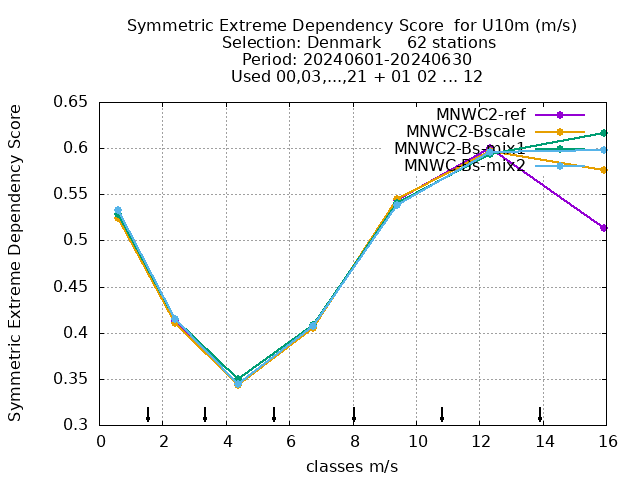 Symmetric Extreme Dependency Score  for U10m (m/s)
Selection: Denmark     62 stations
Period: 20240601-20240630
Used 00,03,...,21 + 01 02 ... 12
Symmetric Extreme Dependency Score
0.65
0.6
0.55
0.5
0.45
0.4
0.35
0.3
MNWC2-ref
MNWC2-Bscale
MNWC2-Bs-mix1
MNWC-Bs-mix2
0 2 4 6 8 10 12 14 16
classes m/s